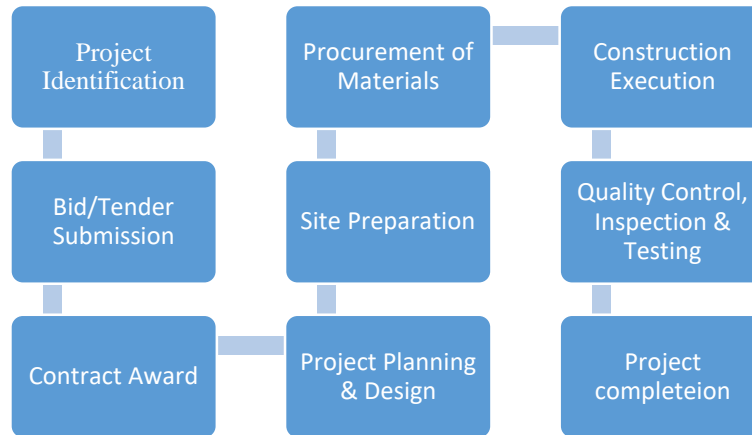 Project
Identification
Bid/Tender
Submission
Contract Award
Project Planning
& Design
Site Preparation
Procurement of
Materials
Construction
Execution
Quality Control,
Inspection &
Testing
Project
completeion